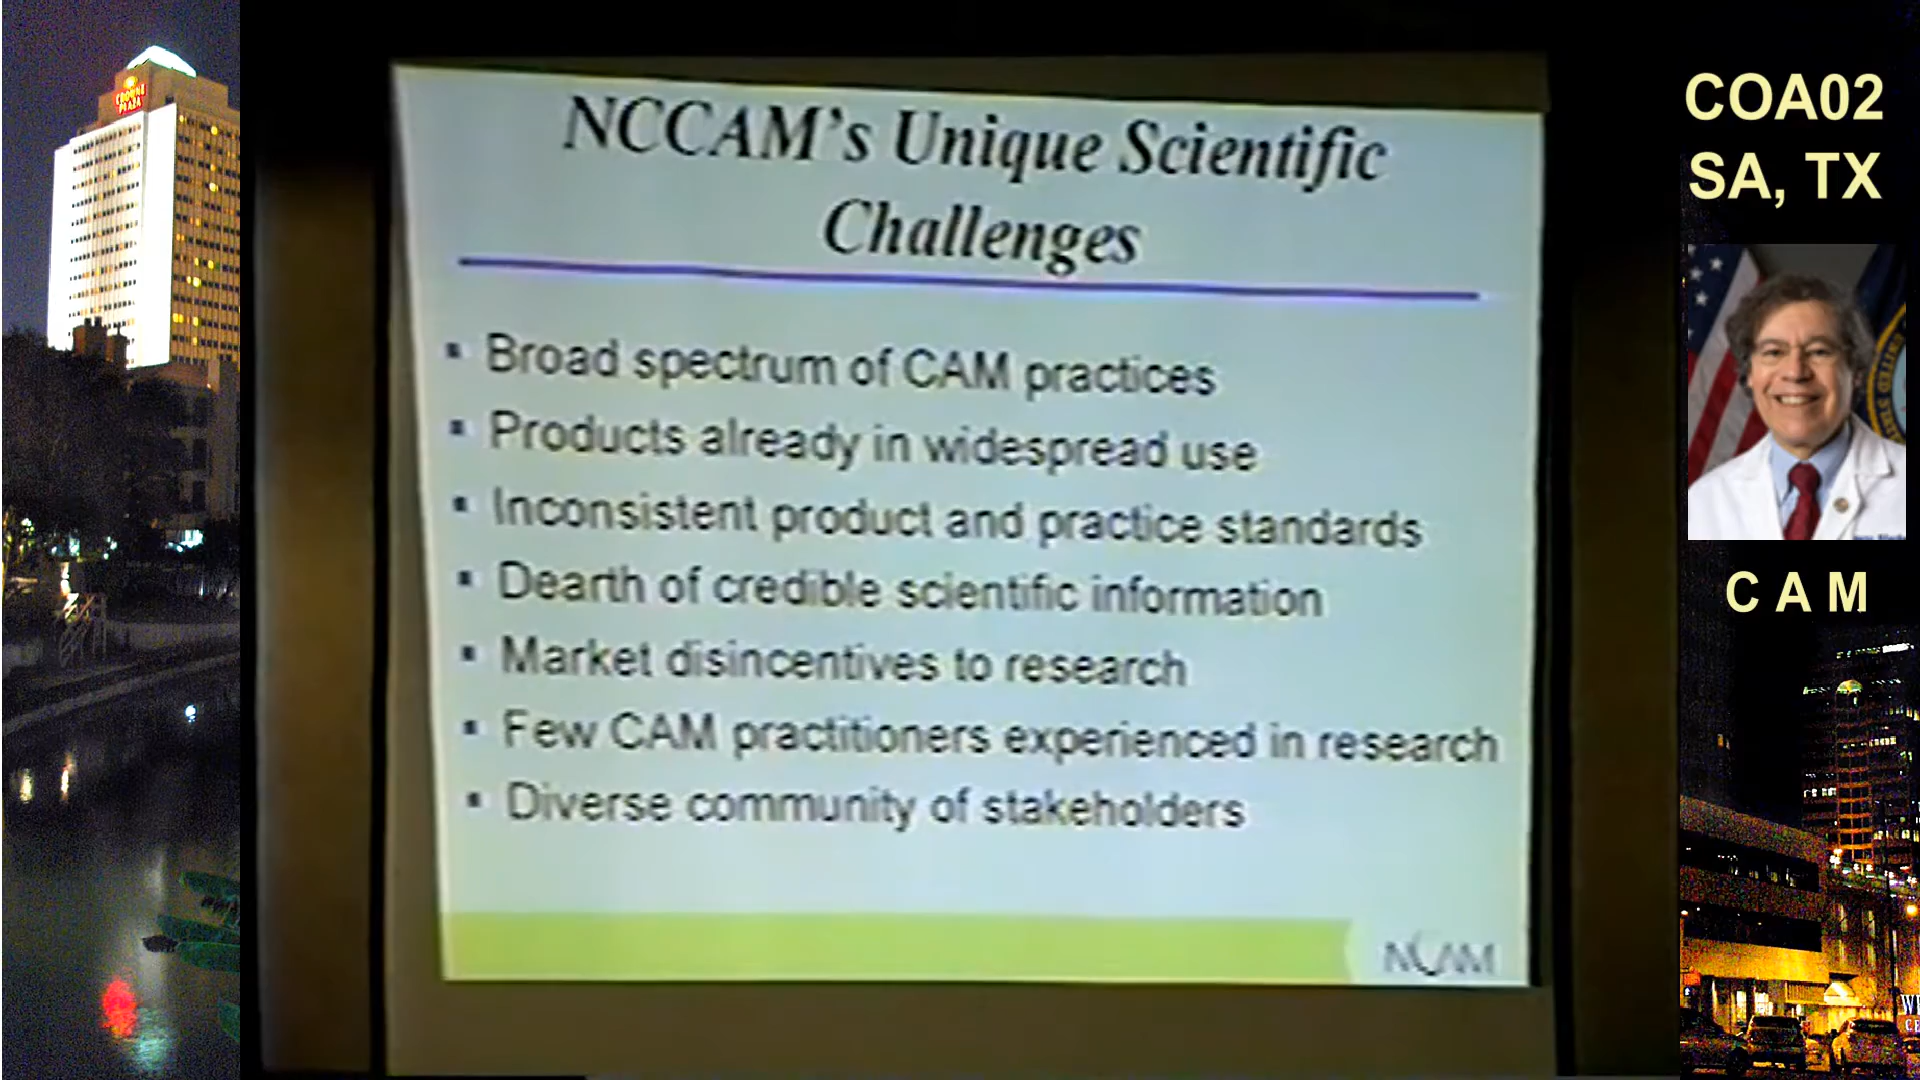 CROWNE
PLAZA
NCCAM's Unique Scientific
Challenges
▪ Broad spectrum of CAM practices
▪ Products already in widespread use
▪ Inconsistent product and practice standards
▪ Dearth of credible scientific information
▪ Market disincentives to research
▪ Few CAM practitioners experienced in research
▪ Diverse community of stakeholders
NCCAM
COA02
SA, TX
C A M